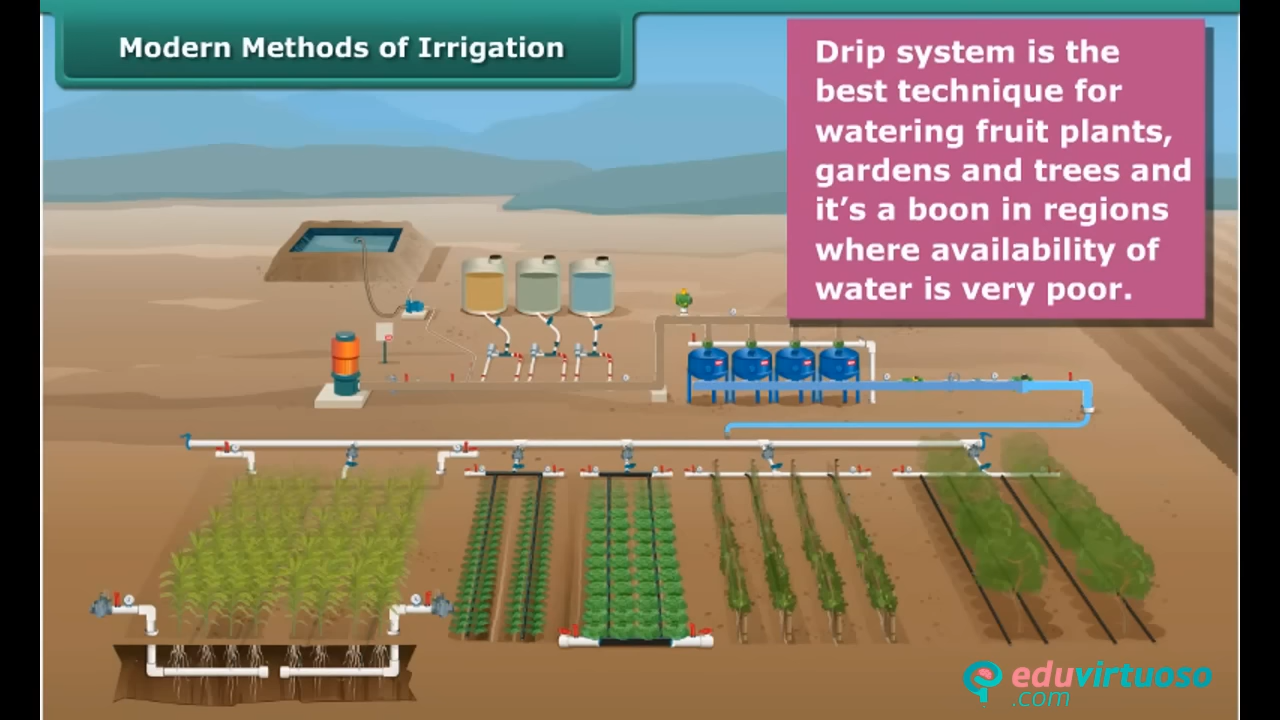 Modern Methods of Irrigation
Drip system is the
best technique for
watering fruit plants,
gardens and trees and
it's a boon in regions
where availability of
water is very poor.
eduvirtuoso
.com